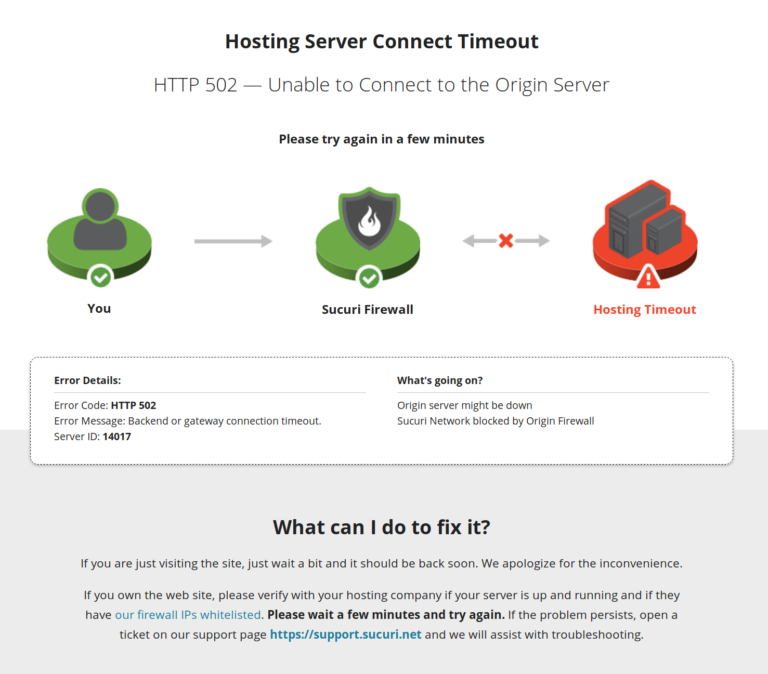 Hosting Server Connect Timeout
HTTP 502 — Unable to Connect to the Origin Server
Please try again in a few minutes
You
Sucuri Firewall
Hosting Timeout
Error Details:
Error Code: HTTP 502
Error Message: Backend or gateway connection timeout.
Server ID: 14017
What's going on?
Origin server might be down
Sucuri Network blocked by Origin Firewall
What can I do to fix it?
If you are just visiting the site, just wait a bit and it should be back soon. We apologize for the inconvenience.
If you own the web site, please verify with your hosting company if your server is up and running and if they
have our firewall IPs whitelisted. Please wait a few minutes and try again. If the problem persists, open a
ticket on our support page https://support.sucuri.net and we will assist with troubleshooting.